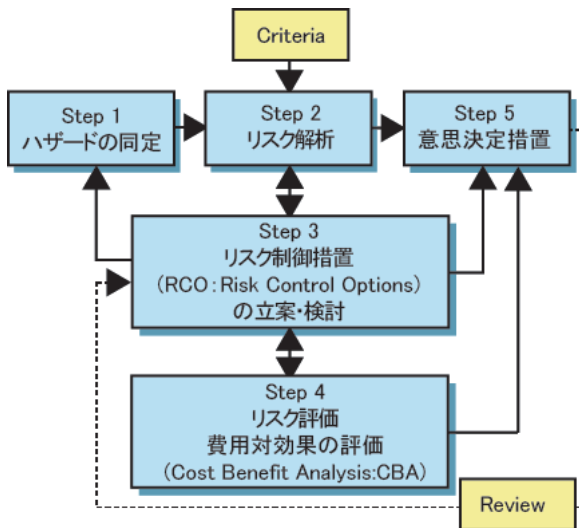 Criteria
Step 1
ハザードの同定
Step 2
リスク解析
Step 5
意思決定措置
Step 3
リスク制御措置
(RCO:Risk Control Options)
の立案・検討
Step 4
リスク評価
費用対効果の評価
(Cost Benefit Analysis:CBA)
Review